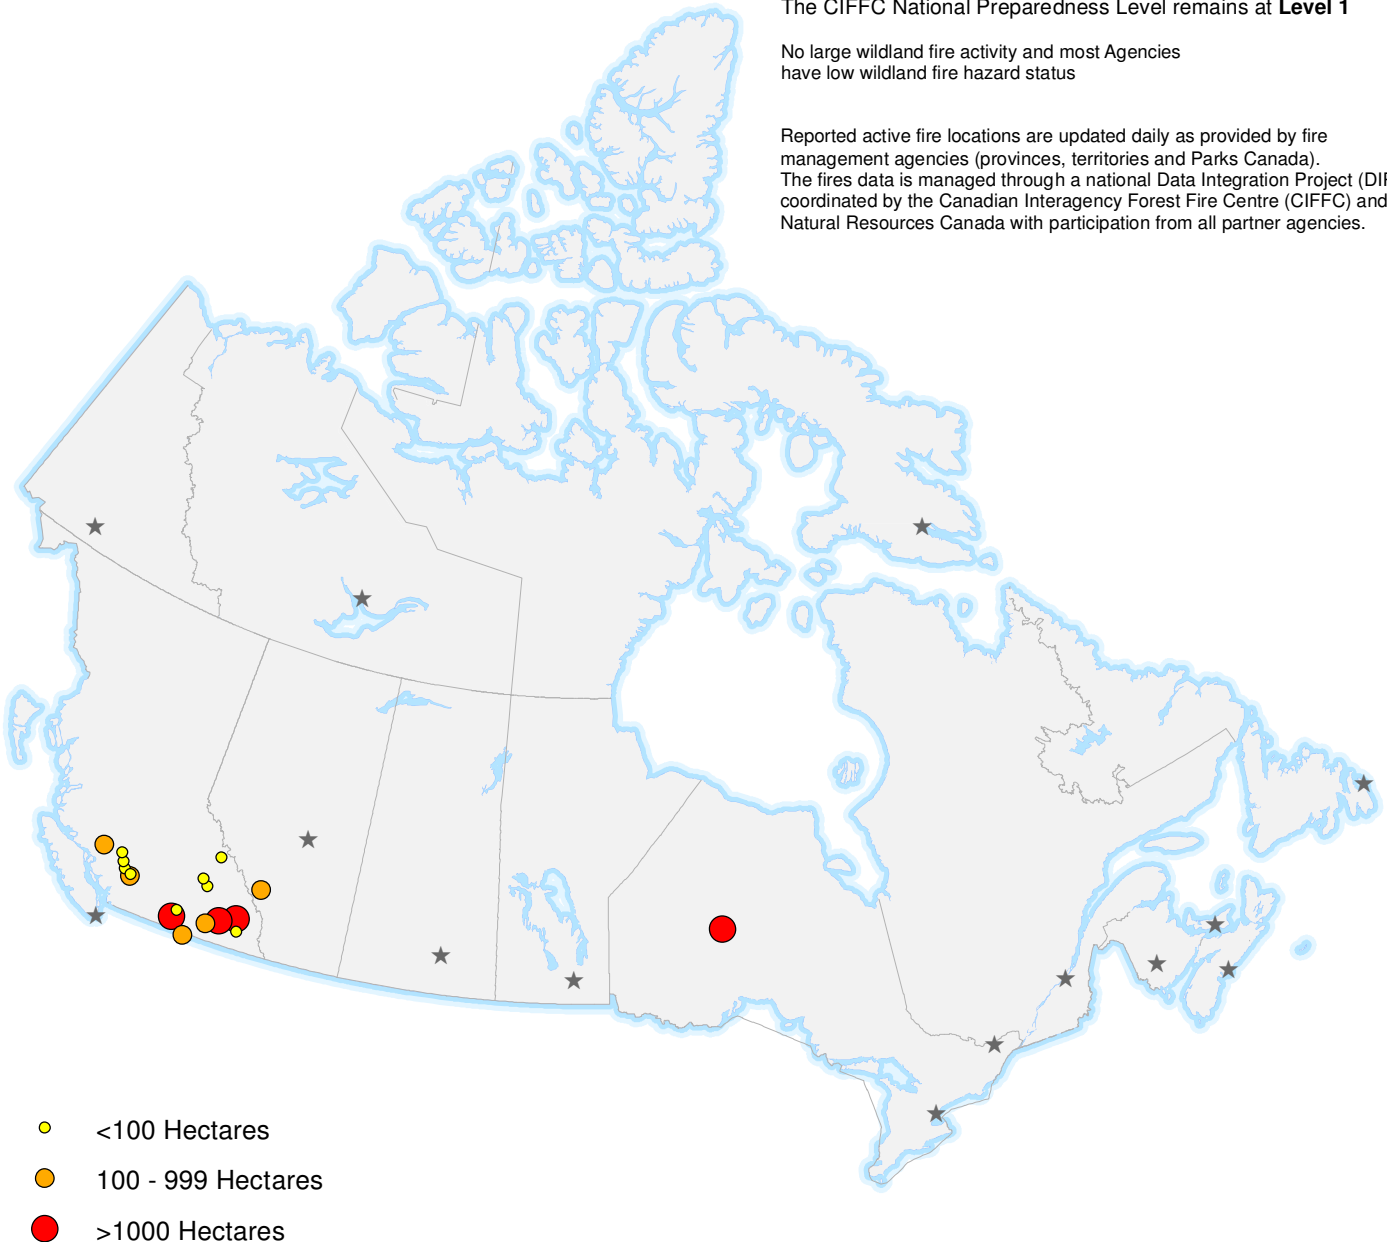 The CIFFC National Preparedness Level remains at Level 1
No large wildland fire activity and most Agencies
have low wildland fire hazard status
Reported active fire locations are updated daily as provided by fire
management agencies (provinces, territories and Parks Canada).
The fires data is managed through a national Data Integration Project (DIP
coordinated by the Canadian Interagency Forest Fire Centre (CIFFC) and
Natural Resources Canada with participation from all partner agencies.
<100 Hectares
100 - 999 Hectares
>1000 Hectares